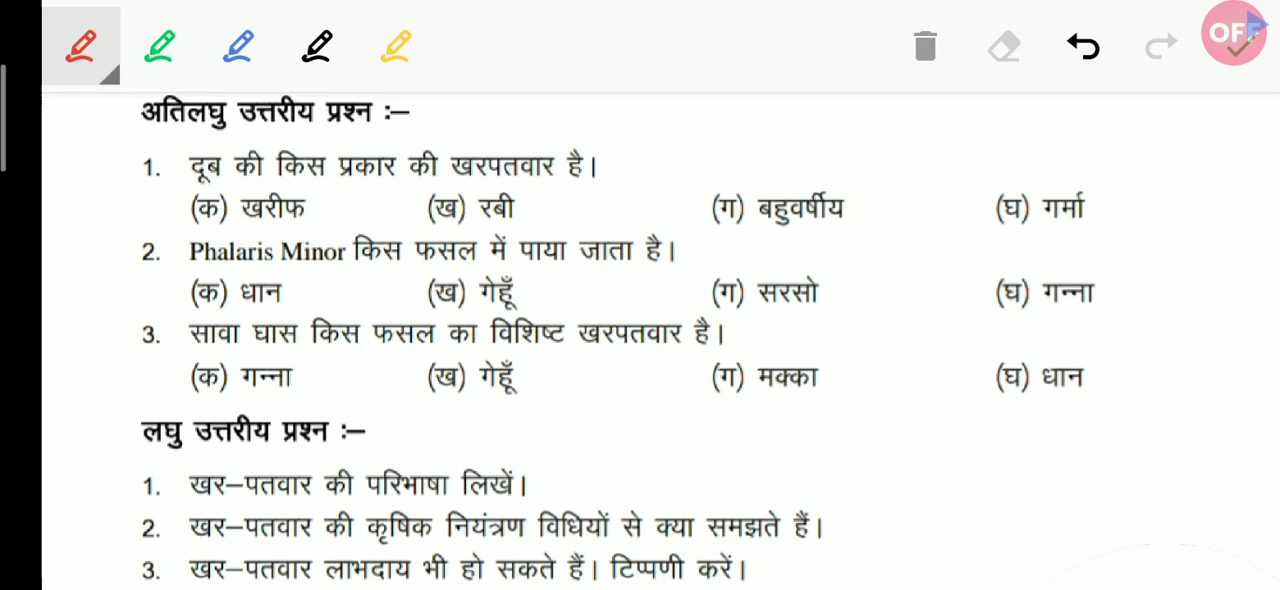 OFF
अतिलघु उत्तरीय प्रश्न :–
1. दूब की किस प्रकार की खरपतवार है।
(क) खरीफ (ख) रबी (ग) बहुवर्षीय (घ) गर्मा
2. Phalaris Minor किस फसल में पाया जाता है।
(क) धान (ख) गेहूँ (ग) सरसो (घ) गन्ना
3. सावा घास किस फसल का विशिष्ट खरपतवार है।
(क) गन्ना (ख) गेहूँ (ग) मक्का (घ) धान
लघु उत्तरीय प्रश्न :–
1. खर–पतवार की परिभाषा लिखें।
2. खर–पतवार की कृषिक नियंत्रण विधियों से क्या समझते हैं।
3. खर–पतवार लाभदाय भी हो सकते हैं। टिप्पणी करें।